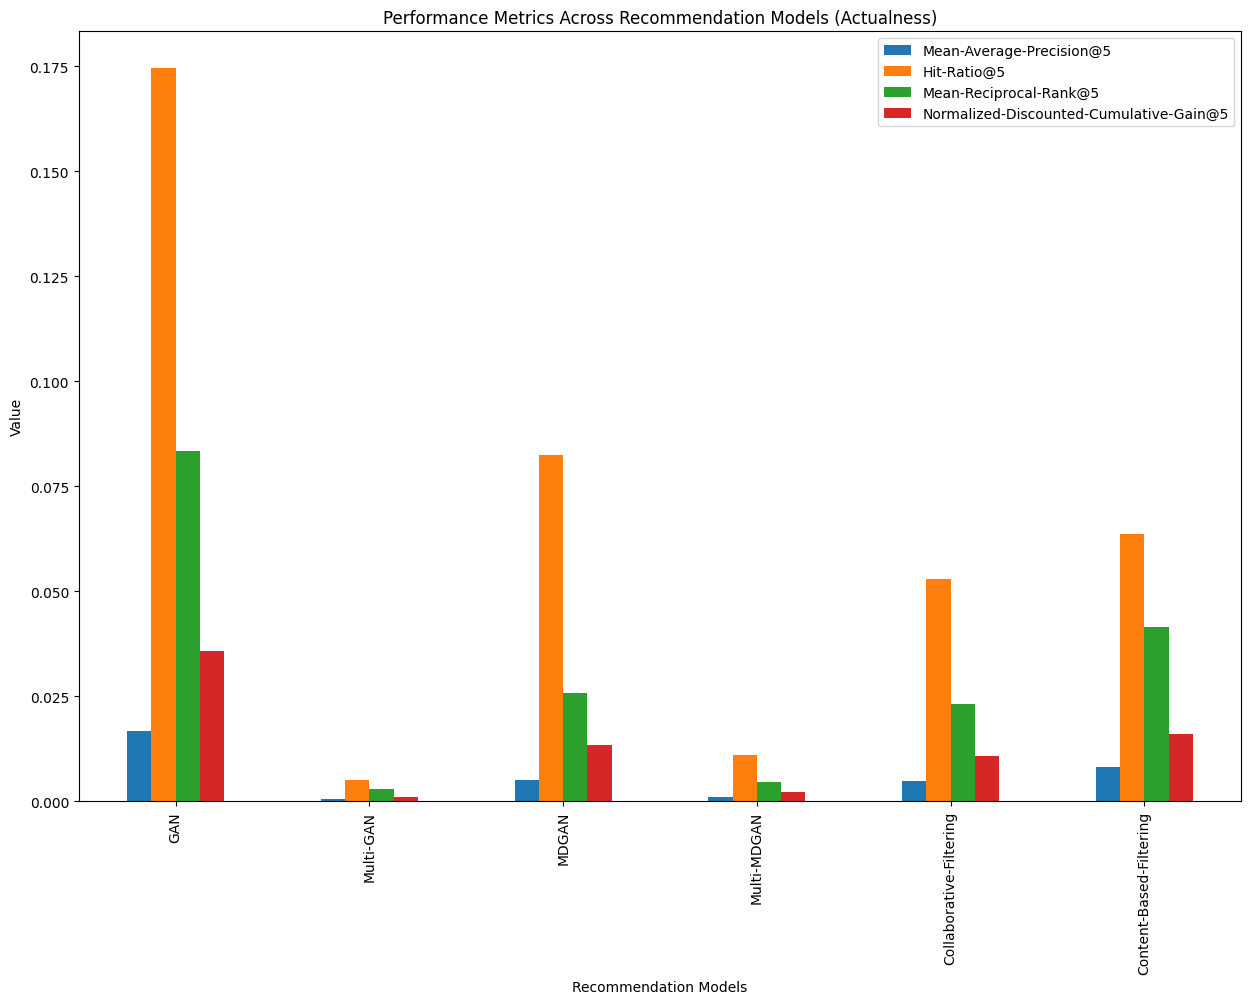 Performance Metrics Across Recommendation Models (Actualness)
Mean-Average-Precision@5
Hit-Ratio@5
Mean-Reciprocal-Rank@5
Normalized-Discounted-Cumulative-Gain@5
Value
0.175
0.150
0.125
0.100
0.075
0.050
0.025
0.000
GAN
Multi-GAN
MDGAN
Multi-MDGAN
Collaborative-Filtering
Content-Based-Filtering
Recommendation Models